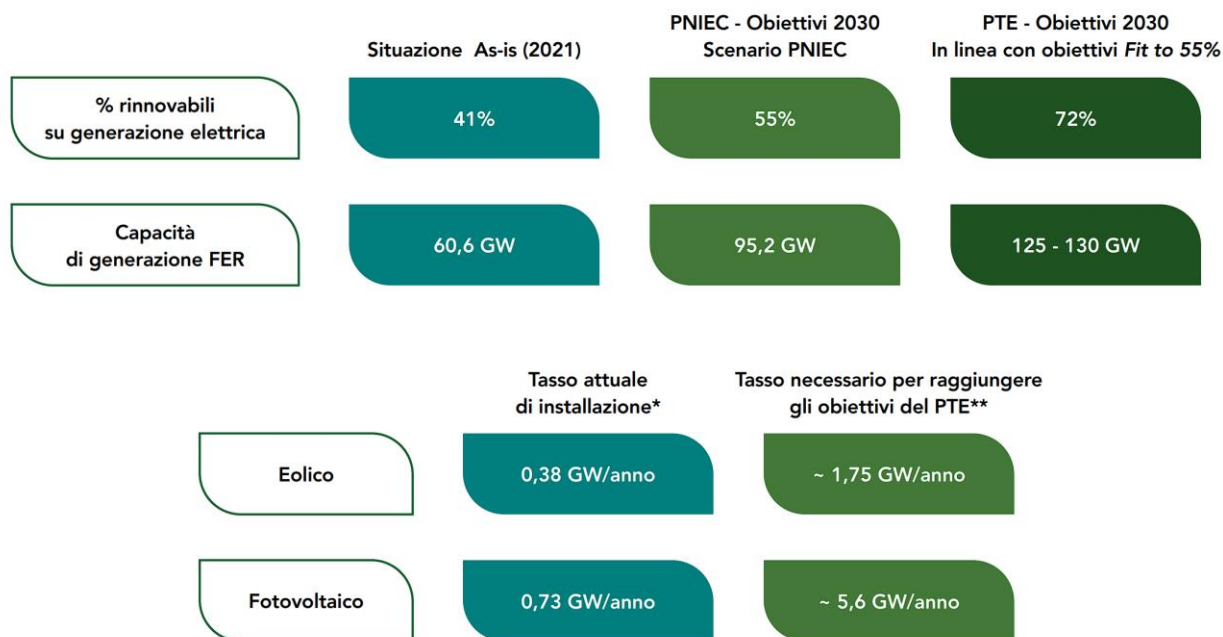 Situazione As-is (2021)
PNIEC - Obiettivi 2030
Scenario PNIEC
PTE - Obiettivi 2030
In linea con obiettivi Fit to 55%
% rinnovabili
su generazione elettrica
41%
55%
72%
Capacità
di generazione FER
60,6 GW
95,2 GW
125 - 130 GW
Tasso attuale
di installazione*
Tasso necessario per raggiungere
gli obiettivi del PTE**
Eolico
0,38 GW/anno
~ 1,75 GW/anno
Fotovoltaico
0,73 GW/anno
~ 5,6 GW/anno